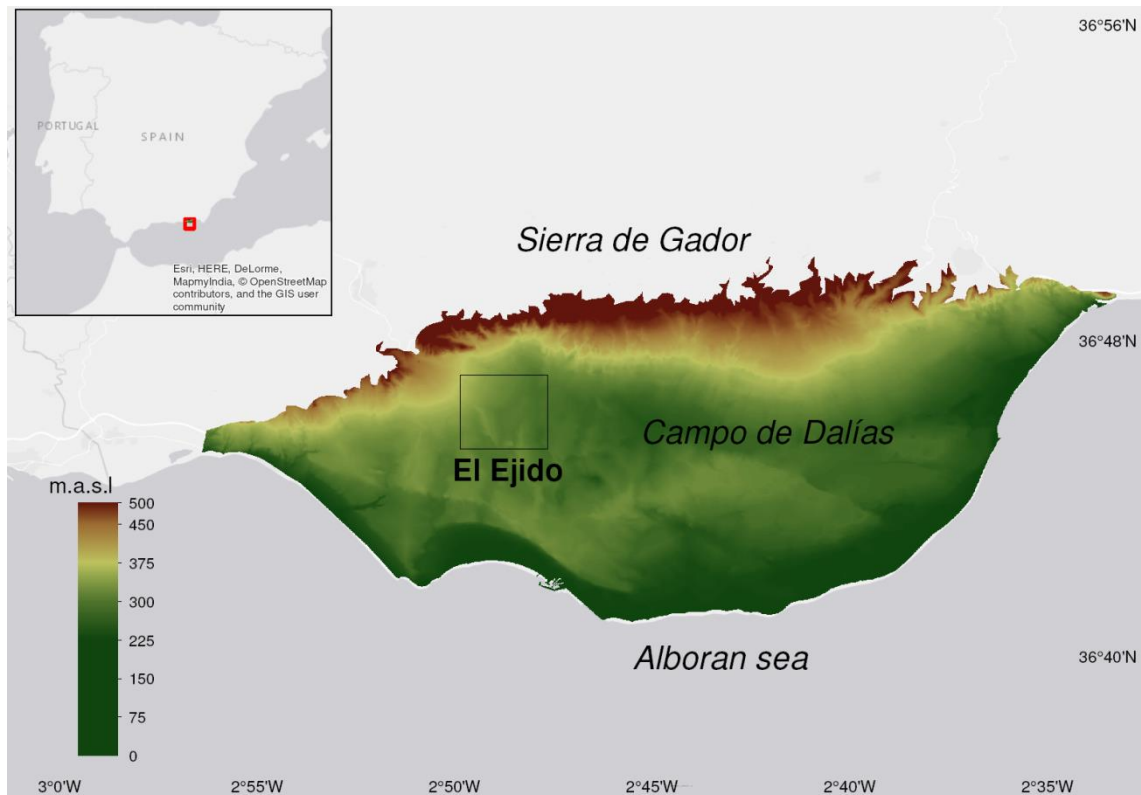 PORTUGAL
SPAIN
Esri, HERE, DeLorme,
MapmyIndia, © OpenStreetMap
contributors, and the GIS user
community
36°56'N
Sierra de Gador
36°48'N
Campo de Dalías
El Ejido
m.a.s.l
500
450
375
300
225
150
75
0
Alboran sea
36°40'N
3°0'W
2°55'W
2°50'W
2°45'W
2°40'W
2°35'W